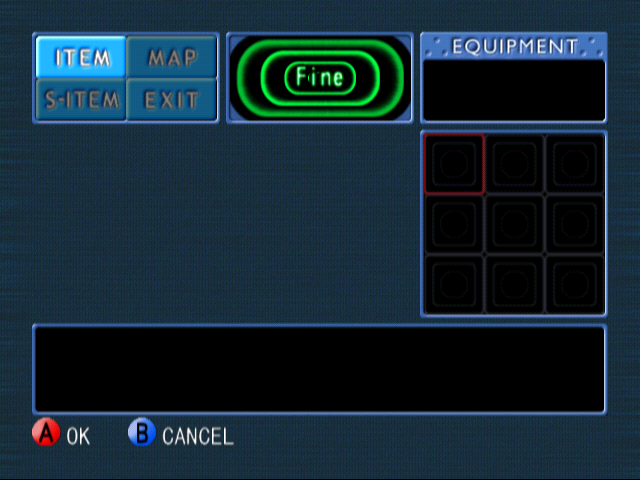 ITEM MAP
S-ITEM EXIT
Fine
EQUIPMENT
A OK B CANCEL